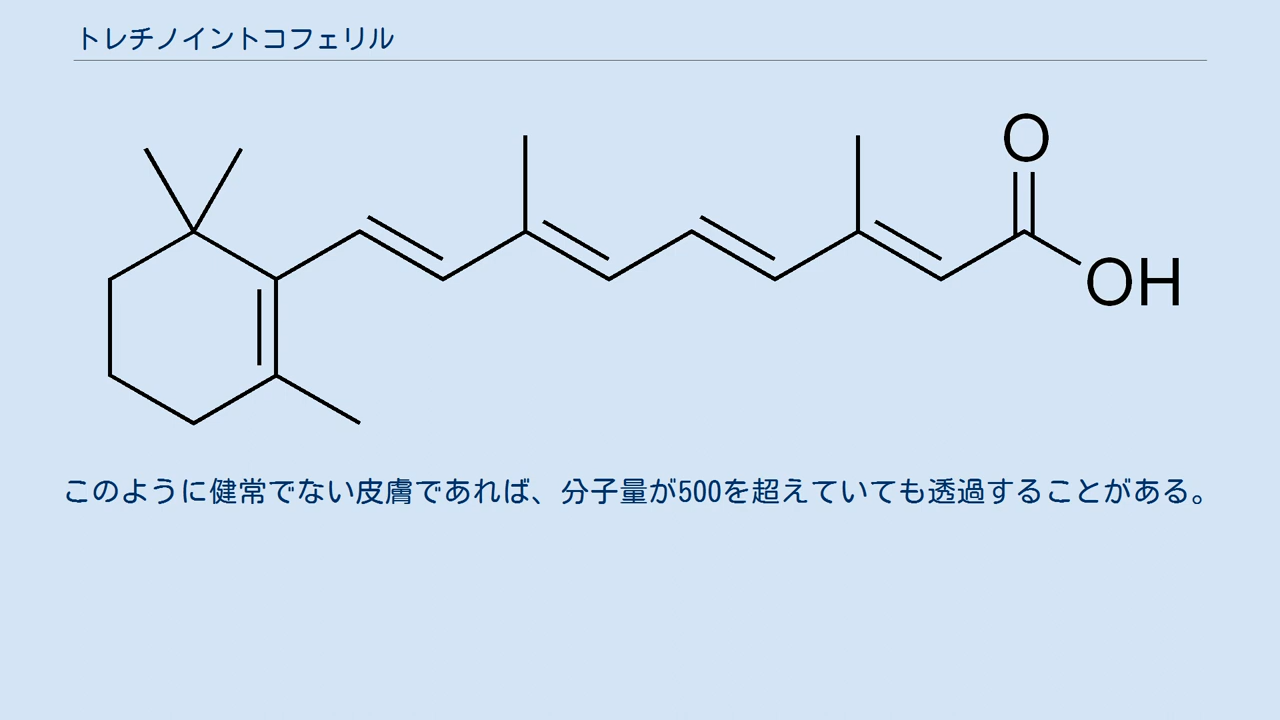 トレチノイントコフェリル
O
OH
このように健常でない皮膚であれば、分子量が500を超えていても透過することがある。